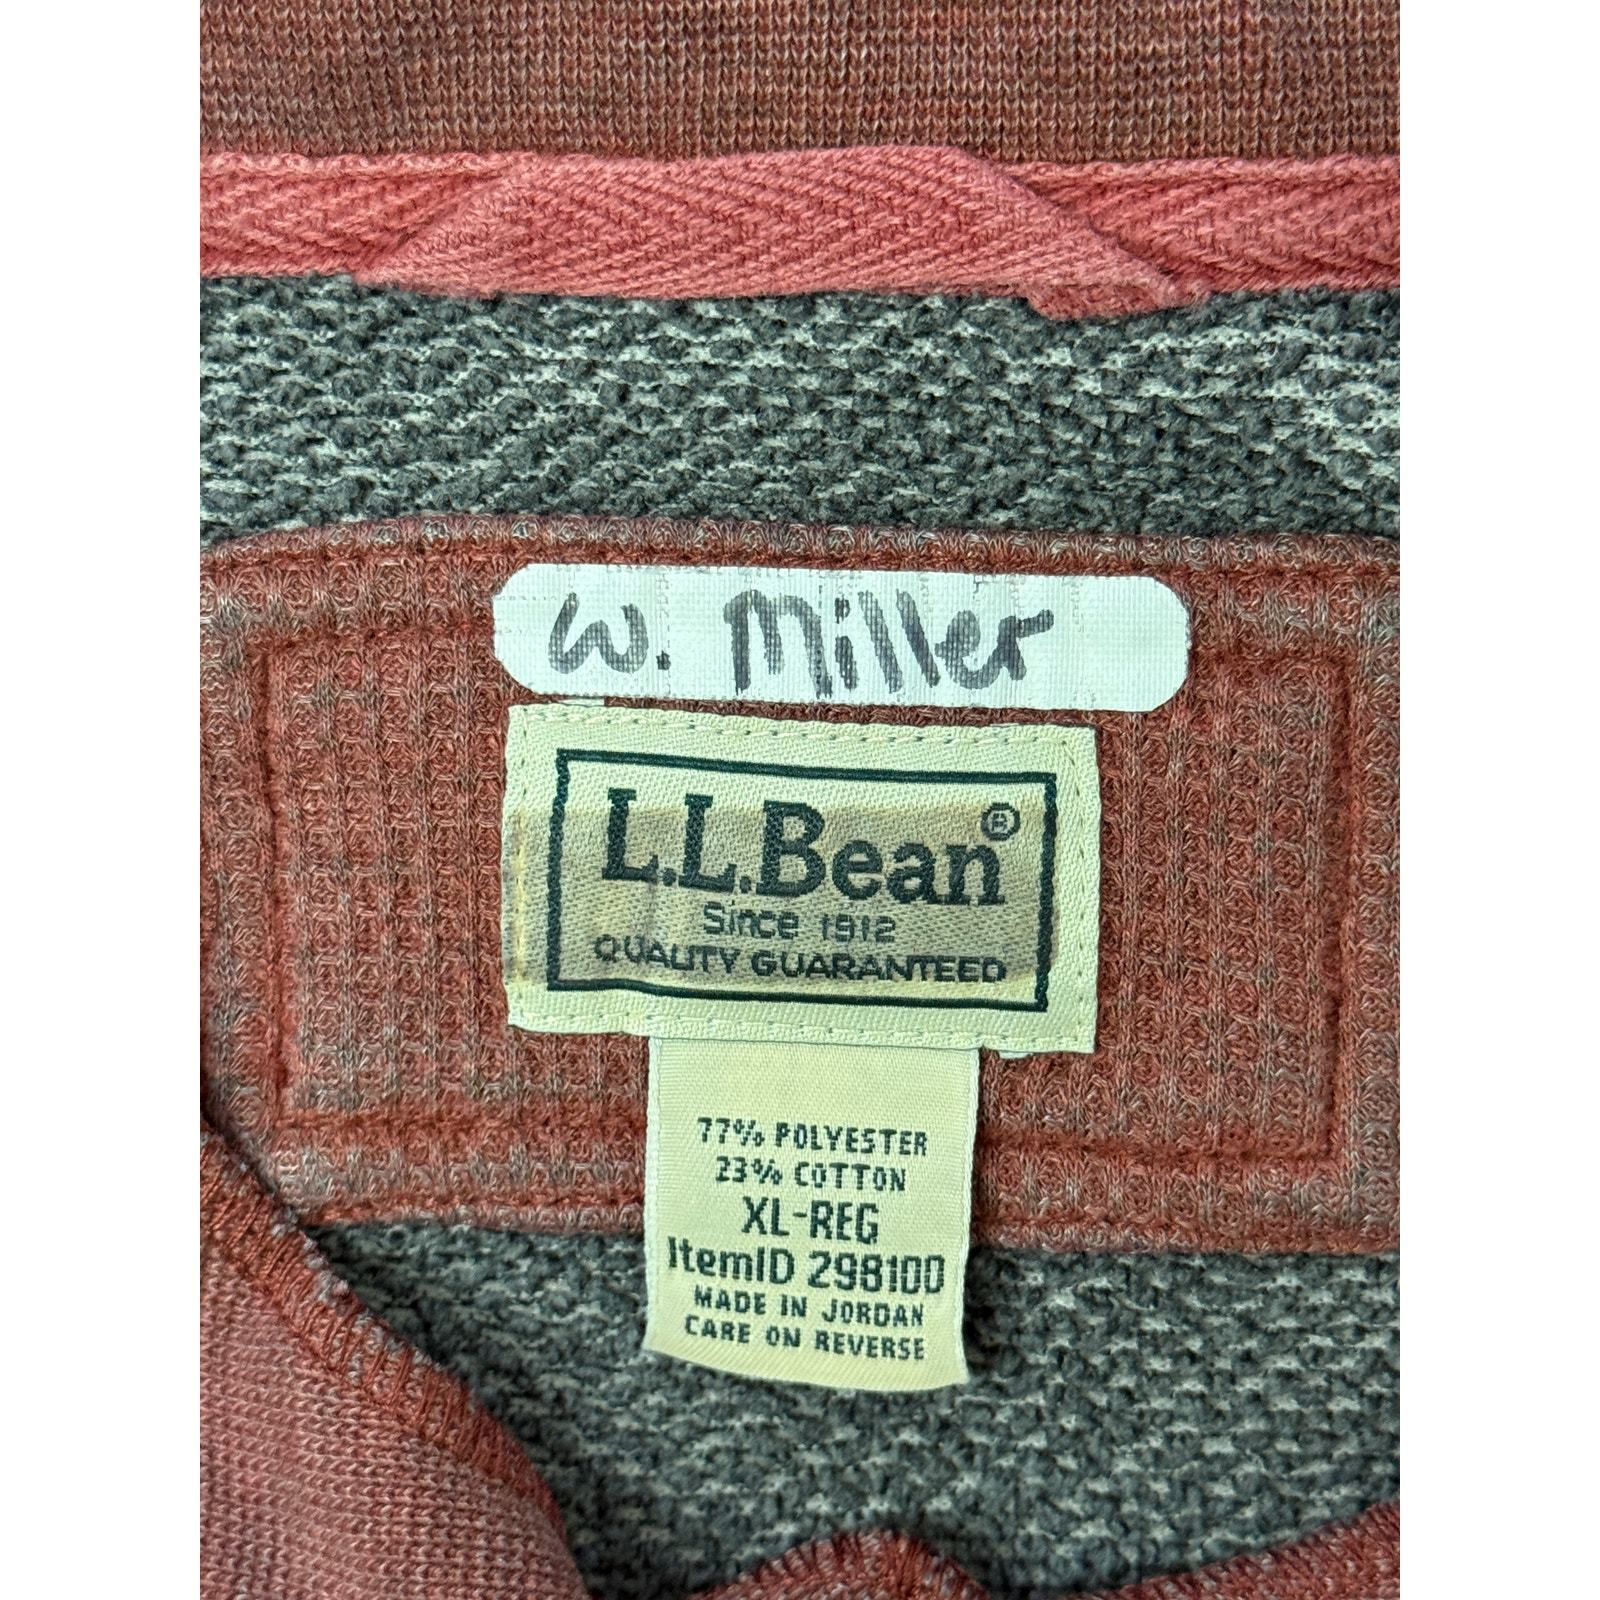 W. Miller
L.L.Bean®
Since 1912
QUALITY GUARANTEED
77% POLYESTER
23% COTTON
XL-REG
ItemID 298100
MADE IN JORDAN
CARE ON REVERSE